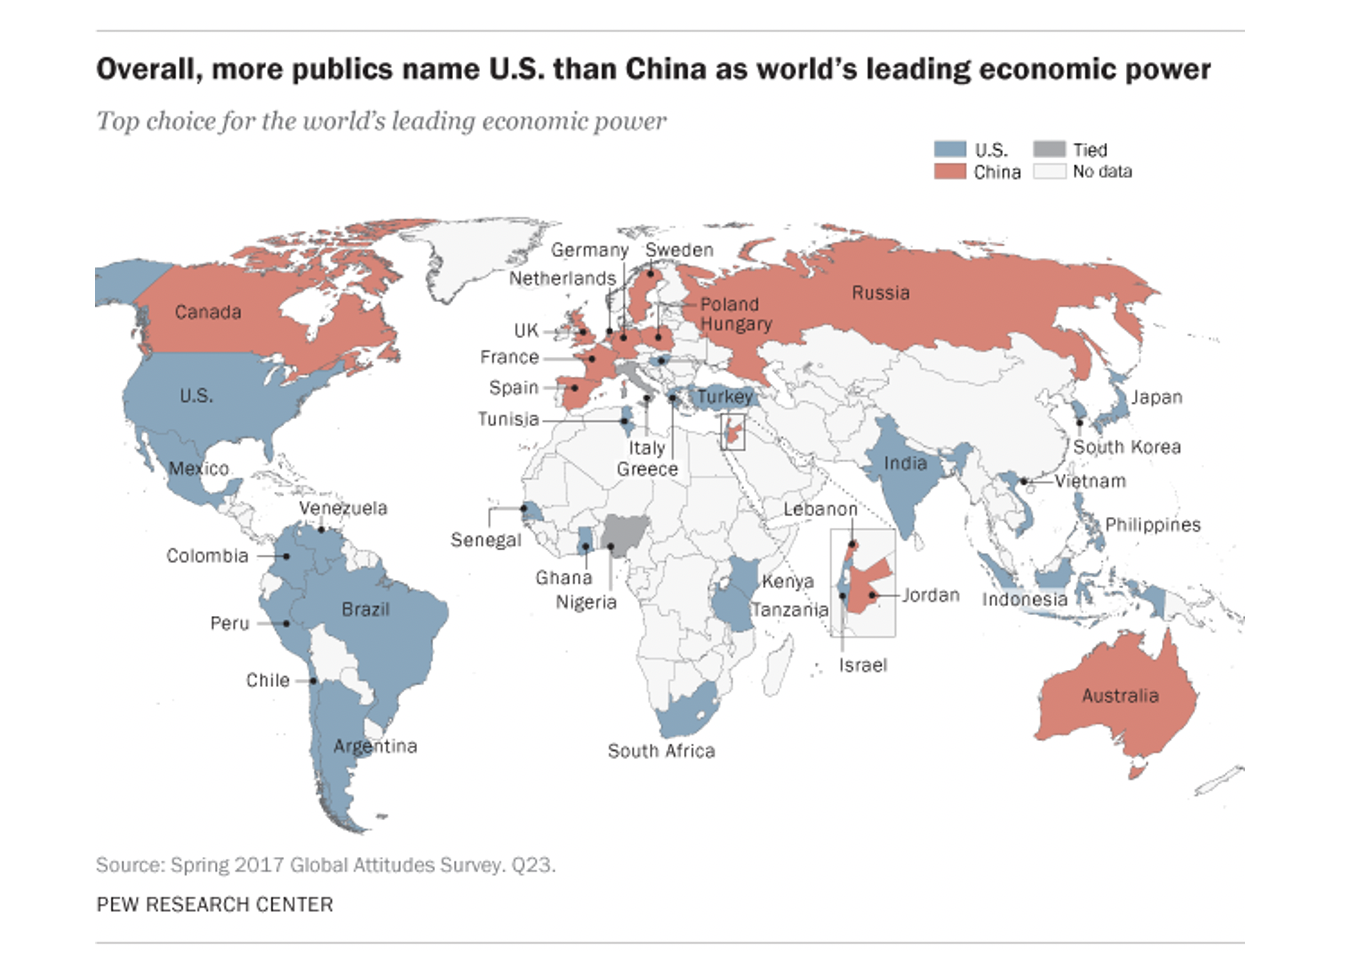 Overall, more publics name U.S. than China as world's leading economic power
Top choice for the world's leading economic power
U.S.
Tied
China
No data
Germany
Sweden
Netherlands
Russia
Canada
Poland
Hungary
UK
France
Spain
U.S.
Turkey
Japan
Tunisia
Italy
South Korea
Greece
India
Mexico
Vietnam
Venezuela
Lebanon
Philippines
Senegal
Colombia
Ghana
Kenya
Jordan
Indonesia
Nigeria
Brazil
Tanzania
Peru
Israel
Chile
Australia
Argentina
South Africa
Source: Spring 2017 Global Attitudes Survey. Q23.
PEW RESEARCH CENTER